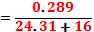 = 0.289
24.31 + 16